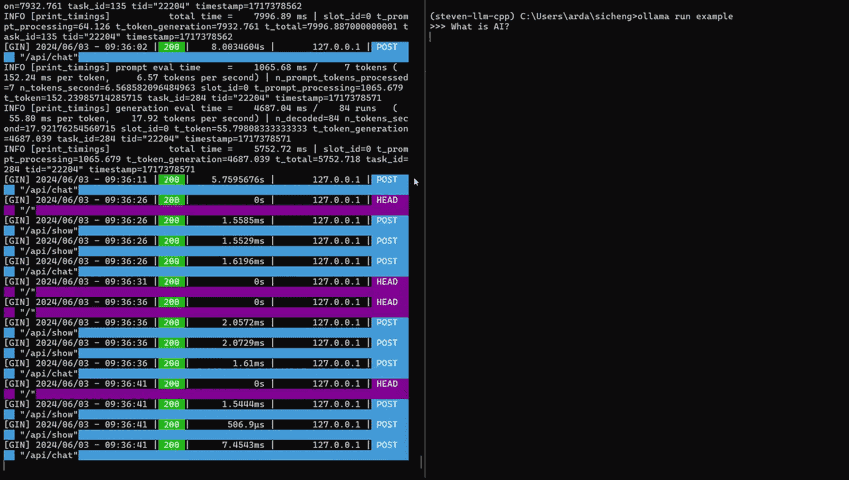 on=7932.761 task_id=135 tid="22204" timestamp=1717378562
INFO [print_timings]          total time =    7996.89 ms | slot_id=0 t_prom
pt_processing=64.126 t_token_generation=7932.761 t_total=7996.887000000001 t
ask_id=135 tid="22204" timestamp=1717378562
[GIN] 2024/06/03 - 09:36:02 | 200 |    8.0034604s |       127.0.0.1 | POST
 "/api/chat"
INFO [print_timings] prompt eval time     =    1065.68 ms /     7 tokens (
152.24 ms per token,     6.57 tokens per second) | n_prompt_tokens_processed
=7 n_tokens_second=6.568582096484963 slot_id=0 t_prompt_processing=1065.679
t_token=152.23985714285715 task_id=284 tid="22204" timestamp=1717378571
INFO [print_timings] generation eval time =    4687.04 ms /    84 runs   (
 55.80 ms per token,    17.92 tokens per second) | n_decoded=84 n_tokens_sec
ond=17.92176254560715 slot_id=0 t_token=55.79808333333333 t_token_generation
=4687.039 task_id=284 tid="22204" timestamp=1717378571
INFO [print_timings]          total time =    5752.72 ms | slot_id=0 t_prom
pt_processing=1065.679 t_token_generation=4687.039 t_total=5752.718 task_id=
284 tid="22204" timestamp=1717378571
[GIN] 2024/06/03 - 09:36:11 | 200 |    5.7595676s |       127.0.0.1 | POST
 "/api/chat"
[GIN] 2024/06/03 - 09:36:26 | 200 |            0s |       127.0.0.1 | HEAD
 "/"
[GIN] 2024/06/03 - 09:36:26 | 200 |      1.5585ms |       127.0.0.1 | POST
 "/api/show"
[GIN] 2024/06/03 - 09:36:26 | 200 |      1.5529ms |       127.0.0.1 | POST
 "/api/show"
[GIN] 2024/06/03 - 09:36:26 | 200 |      1.6196ms |       127.0.0.1 | POST
 "/api/chat"
[GIN] 2024/06/03 - 09:36:31 | 200 |            0s |       127.0.0.1 | HEAD
 "/"
[GIN] 2024/06/03 - 09:36:36 | 200 |            0s |       127.0.0.1 | HEAD
 "/"
[GIN] 2024/06/03 - 09:36:36 | 200 |      2.0572ms |       127.0.0.1 | POST
 "/api/show"
[GIN] 2024/06/03 - 09:36:36 | 200 |      2.0729ms |       127.0.0.1 | POST
 "/api/show"
[GIN] 2024/06/03 - 09:36:36 | 200 |        1.61ms |       127.0.0.1 | POST
 "/api/chat"
[GIN] 2024/06/03 - 09:36:41 | 200 |            0s |       127.0.0.1 | HEAD
 "/"
[GIN] 2024/06/03 - 09:36:41 | 200 |      1.5444ms |       127.0.0.1 | POST
 "/api/show"
[GIN] 2024/06/03 - 09:36:41 | 200 |       506.9µs |       127.0.0.1 | POST
 "/api/show"
[GIN] 2024/06/03 - 09:36:41 | 200 |      7.4543ms |       127.0.0.1 | POST
 "/api/chat"
(steven-llm-cpp) C:\Users\arda\sicheng>ollama run example
>>> What is AI?